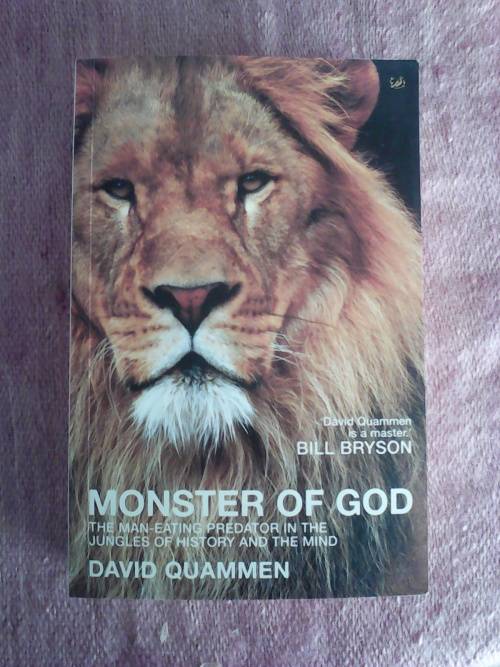 'David Quammen
is a master.'
BILL BRYSON
MONSTER OF GOD
THE MAN-EATING PREDATOR IN THE
JUNGLES OF HISTORY AND THE MIND
DAVID QUAMMEN